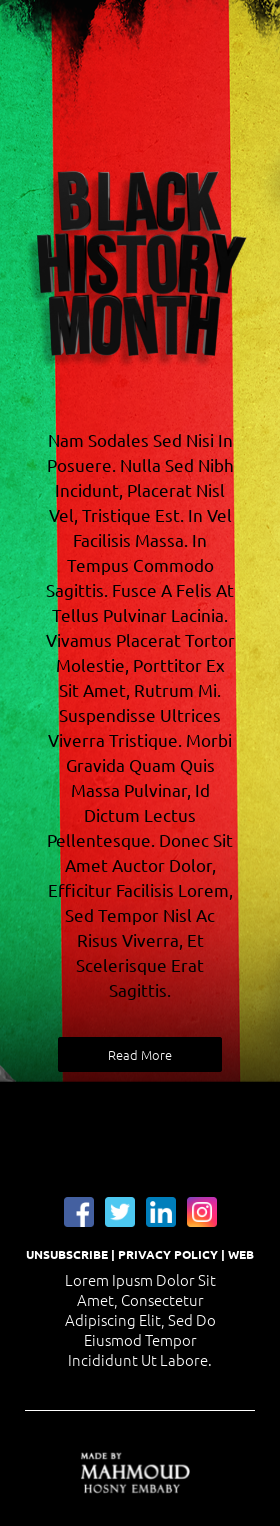 BLACK
HISTORY
MONTH
Nam Sodales Sed Nisi In
Posuere. Nulla Sed Nibh
Incidunt, Placerat Nisl
Vel, Tristique Est. In Vel
Facilisis Massa. In
Tempus Commodo
Sagittis. Fusce A Felis At
Tellus Pulvinar Lacinia.
Vivamus Placerat Tortor
Molestie, Porttitor Ex
Sit Amet, Rutrum Mi.
Suspendisse Ultrices
Viverra Tristique. Morbi
Gravida Quam Quis
Massa Pulvinar, Id
Dictum Lectus
Pellentesque. Donec Sit
Amet Auctor Dolor,
Efficitur Facilisis Lorem,
Sed Tempor Nisl Ac
Risus Viverra, Et
Scelerisque Erat
Sagittis.
Read More
UNSUBSCRIBE | PRIVACY POLICY | WEB
Lorem Ipusm Dolor Sit
Amet, Consectetur
Adipiscing Elit, Sed Do
Eiusmod Tempor
Incididunt Ut Labore.
MADE BY
MAHMOUD
HOSNY EMBABY